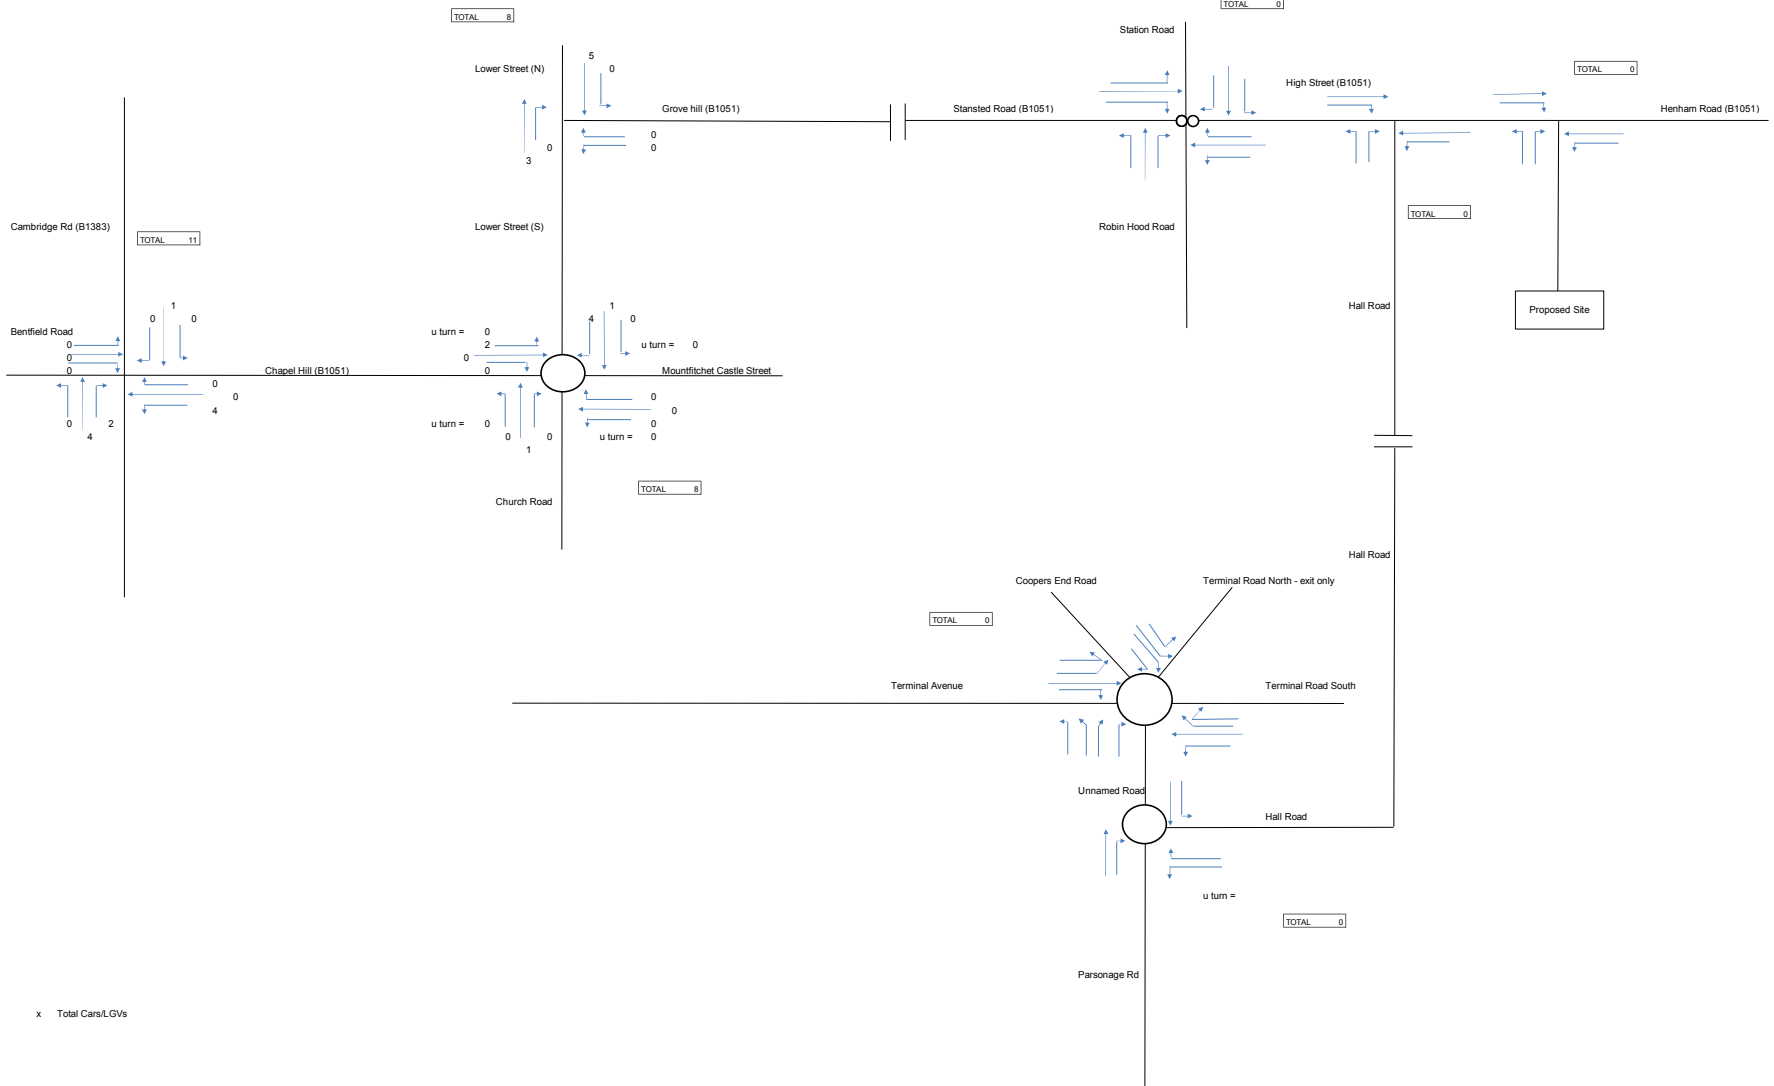 TOTAL 0
TOTAL 8
Station Road
5
Lower Street (N)
0
TOTAL 0
High Street (B1051)
Grove hill (B1051)
Stansted Road (B1051)
Henham Road (B1051)
0
0
0
3
TOTAL 0
Cambridge Rd (B1383)
Lower Street (S)
Robin Hood Road
TOTAL 11
1
0
0
Hall Road
Proposed Site
1
4
0
Bentfield Road
u turn = 0
0
2
u turn = 0
0
0
0
Chapel Hill (B1051)
0
Mountfitchet Castle Street
0
0
4
0
0
0
0 2
4
u turn = 0
0
0
1
u turn = 0
TOTAL 8
Church Road
Hall Road
Coopers End Road
Terminal Road North - exit only
TOTAL 0
Terminal Avenue
Terminal Road South
Unnamed Road
Hall Road
u turn =
TOTAL 0
Parsonage Rd
x Total Cars/LGVs